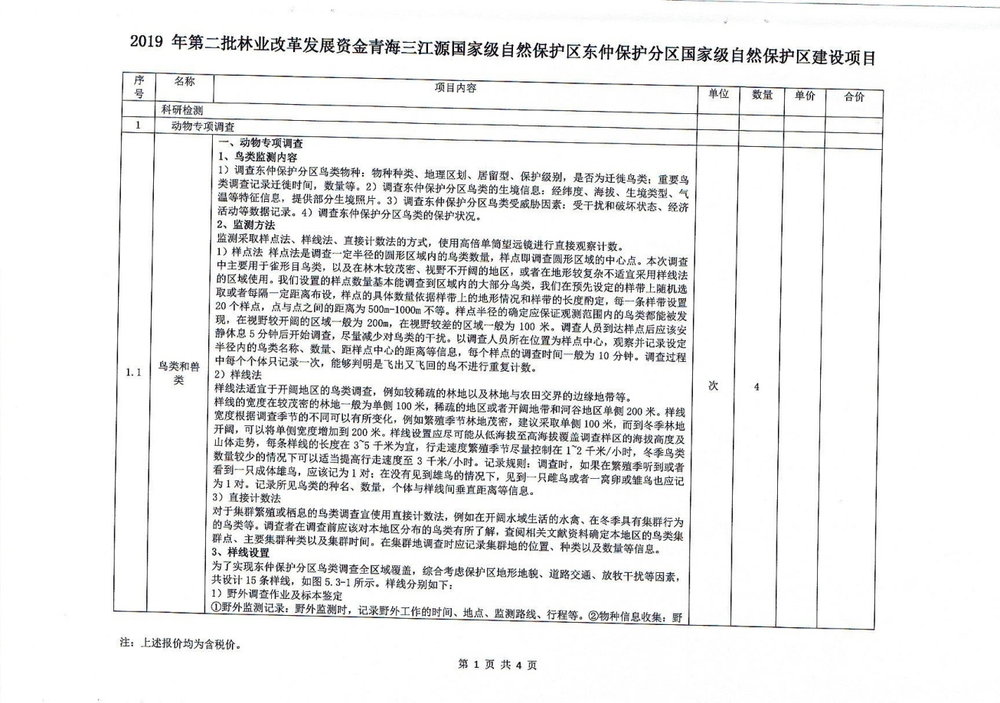 2019 年第二批林业改革发展资金青海三江源国家级自然保护区东仲保护分区国家级自然保护区建设项目
序号 名称 项目内容 单位 数量 单价 合价
科研检测
1 动物专项调查
一、动物专项调查
1、鸟类监测内容
1）调查东仲保护分区鸟类物种：物种种类、地理区划、居留型、保护级别，是否为迁徙鸟类；重要鸟
类调查记录迁徙时间，数量等。2）调查东仲保护分区鸟类的生境信息：经纬度、海拔、生境类型、气
温等特征信息，提供部分生境照片。3）调查东仲保护分区鸟类受威胁因素：受干扰和破坏状态、经济
活动等数据记录。4）调查东仲保护分区鸟类的保护状况。
2、监测方法
监测采取样点法、样线法、直接计数法的方式，使用高倍单筒望远镜进行直接观察计数。
1）样点法 样点法是调查一定半径的圆形区域内的鸟类数量，样点即调查圆形区域的中心点。本次调查
中主要用于雀形目鸟类，以及在林木较茂密、视野不开阔的地区，或者在地形较复杂不适宜采用样线法
的区域使用。我们设置的样点数量基本能调查到区域内的大部分鸟类，我们在预先设定的样带上随机选
取或者每隔一定距离布设，样点的具体数量依据样带上的地形情况和样带的长度酌定，每一条样带设置
20 个样点，点与点之间的距离为 500m-1000m 不等。样点半径的确定应保证观测范围内的鸟类都能被发
现，在视野较开阔的区域一般为 200m，在视野较差的区域一般为 100 米。调查人员到达样点后应该安
静休息 5 分钟后开始调查，尽量减少对鸟类的干扰。以调查人员所在位置为样点中心，观察并记录设定
半径内的鸟类名称、数量、距样点中心的距离等信息，每个样点的调查时间一般为 10 分钟。调查过程
中每个个体只记录一次，能够判明是飞出又飞回的鸟不进行重复计数。
1.1 鸟类和兽类 次 4
2）样线法
样线法适宜于开阔地区的鸟类调查，例如较稀疏的林地以及林地与农田交界的边缘地带等。
样线的宽度在较茂密的林地一般为单侧 100 米，稀疏的地区或者开阔地带和河谷地区单侧 200 米。样线
宽度根据调查季节的不同可以有所变化，例如繁殖季节林地茂密，建议采取单侧 100 米，而到冬季林地
开阔，可以将单侧宽度增加到 200 米。样线设置应尽可能从低海拔至高海拔覆盖调查样区的海拔高度及
山体走势，每条样线的长度在 3~5 千米为宜，行走速度繁殖季节尽量控制在 1~2 千米/小时，冬季鸟类
数量较少的情况下可以适当提高行走速度至 3 千米/小时。记录规则：调查时，如果在繁殖季听到或者
看到一只成体雄鸟，应该记为 1 对；在没有见到雄鸟的情况下，见到一只雌鸟或者一窝卵或雏鸟也应记
为 1 对。记录所见鸟类的种名、数量，个体与样线间垂直距离等信息。
3）直接计数法
对于集群繁殖或栖息的鸟类调查宜使用直接计数法，例如在开阔水域生活的水禽、在冬季具有集群行为
的鸟类等。调查者在调查前应该对本地区分布的鸟类有所了解，查阅相关文献资料确定本地区的鸟类集
群点、主要集群种类以及集群时间。在集群地调查时应记录集群地的位置、种类以及数量等信息。
3、样线设置
为了实现东仲保护分区鸟类调查全区域覆盖，综合考虑保护区地形地貌、道路交通、放牧干扰等因素，
共设计 15 条样线，如图 5.3-1 所示。样线分别如下：
1）野外调查作业及标本鉴定
①野外监测记录：野外监测时，记录野外工作的时间、地点、监测路线、行程等。②物种信息收集：野
注：上述报价均为含税价。
第 1 页 共 4 页